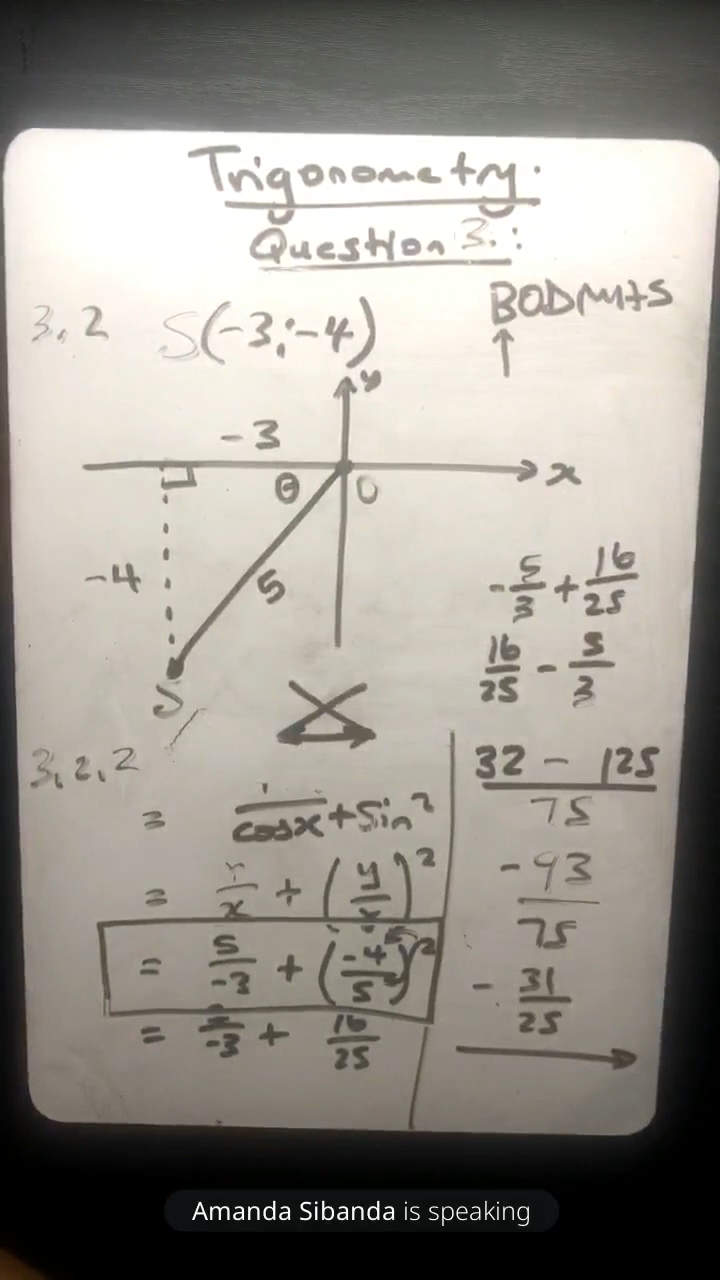 Trigonometry.
Question 3.:
3.2 S(-3;-4)
BODMAS
y
-3
θ
O
x
-4
5
S
-5/3 + 16/25
16/25 - 5/3
3.2.2
= 1/cosx + sin²
= r/x + (y/r)²
= 5/-3 + (-4/5)²
= 5/-3 + 16/25
32 - 125
75
-93
75
- 31/25
Amanda Sibanda is speaking